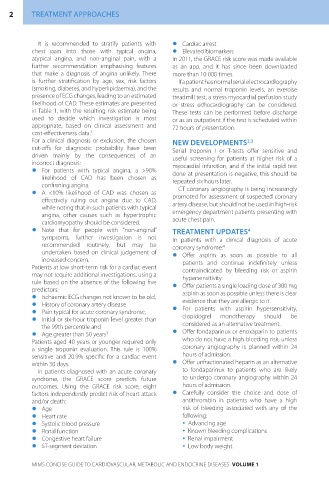 2 TREATMENT APPROACHES
It is recommended to stratify patients with
chest pain into those with typical angina,
atypical angina, and non-anginal pain, with a
further recommendation emphasising features
that make a diagnosis of angina unlikely. There
is further stratification by age, sex, risk factors
(smoking, diabetes, and hyperlipidaemia), and the
presence of ECG changes, leading to an estimated
likelihood of CAD. These estimates are presented
in Table 1, with the resulting risk estimate being
used to decide which investigation is most
appropriate, based on clinical assessment and
cost-effectiveness data.
For a clinical diagnosis or exclusion, the chosen
cut-offs for diagnostic probability have been
driven mainly by the consequences of an
incorrect diagnosis:
● For patients with typical angina, a >90%
likelihood of CAD has been chosen as
confirming angina.
● A <10% likelihood of CAD was chosen as
effectively ruling our angina due to CAD,
while noting that in such patients with typical
angina, other causes such as hypertrophic
cardiomyopathy should be considered.
● Note that for people with "non-anginal"
symptoms, further investigation is not
recommended routinely, but may be
undertaken based on clinical judgement of
increased concern.
Patients at low short-term risk for a cardiac event
may not require additional investigations, using a
rule based on the absence of the following five
predictors:
● Ischaemic ECG changes not known to be old;
● History of coronary artery disease
● Pain typical for acute coronary syndrome;
● Initial or six-hour troponin level greater than
the 99th percentile and
● Age greater than 50 years
Patients aged 40 years or younger required only
a single troponin evaluation. This rule is 100%
sensitive and 20.9% specific for a cardiac event
within 30 days.
In patients diagnosed with an acute coronary
syndrome, the GRACE score predicts future
outcomes. Using the GRACE risk score, eight
factors independently predict risk of heart attack
and/or death:
● Age
● Heart rate
● Systolic blood pressure
● Renal function
● Congestive heart failure
● ST-segment deviation
● Cardiac arrest
● Elevated biomarkers
In 2011, the GRACE risk score was made available
as an app, and it has since been downloaded
more than 10 000 times.
If a patient has normal serial electrocardiography
results and normal troponin levels, an exercise
treadmill test, a stress myocardial perfusion study
or stress echocardiography can be considered.
These tests can be performed before discharge
or as an outpatient if the test is scheduled within
72 hours of presentation.
NEW DEVELOPMENTS
Serial troponin I or T-tests offer sensitive and
useful screening for patients at higher risk of a
myocardial infarction, and if the initial rapid test
done at presentation is negative, this should be
repeated six hours later.
CT coronary angiography is being increasingly
promoted for assessment of suspected coronary
artery disease, but should not be used in high-risk
emergency department patients presenting with
acute chest pain.
TREATMENT UPDATES
In patients with a clinical diagnosis of acute
coronary syndrome:
● Offer aspirin as soon as possible to all
patients and continue indefinitely unless
contraindicated by bleeding risk or aspirin
hypersensitivity.
● Offer patients a single loading dose of 300 mg
aspirin as soon as possible unless there is clear
evidence that they are allergic to it
● For patients with aspirin hypersensitivity,
clopidogrel monotherapy should be
considered as an alternative treatment.
● Offer fondaparinux or enoxaparin to patients
who do not have a high bleeding risk, unless
coronary angiography is planned within 24
hours of admission.
● Offer unfractionated heparin as an alternative
to fondaparinux to patients who are likely
to undergo coronary angiography within 24
hours of admission.
● Carefully consider the choice and dose of
antithrombin in patients who have a high
risk of bleeding associated with any of the
following:
• Advancing age
• Known bleeding complications
• Renal impairment
• Low body weight.
MIMS CONCISE GUIDE TO CARDIOVASCULAR, METABOLIC AND ENDOCRINE DISEASES VOLUME 1